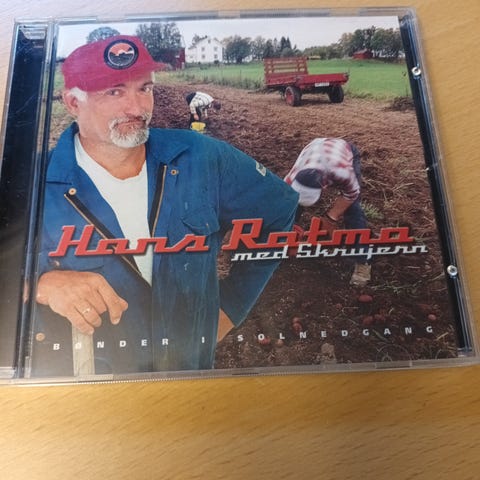 Hans Rotmo
med Skrujern
BØNDER I SOLNEDGANG